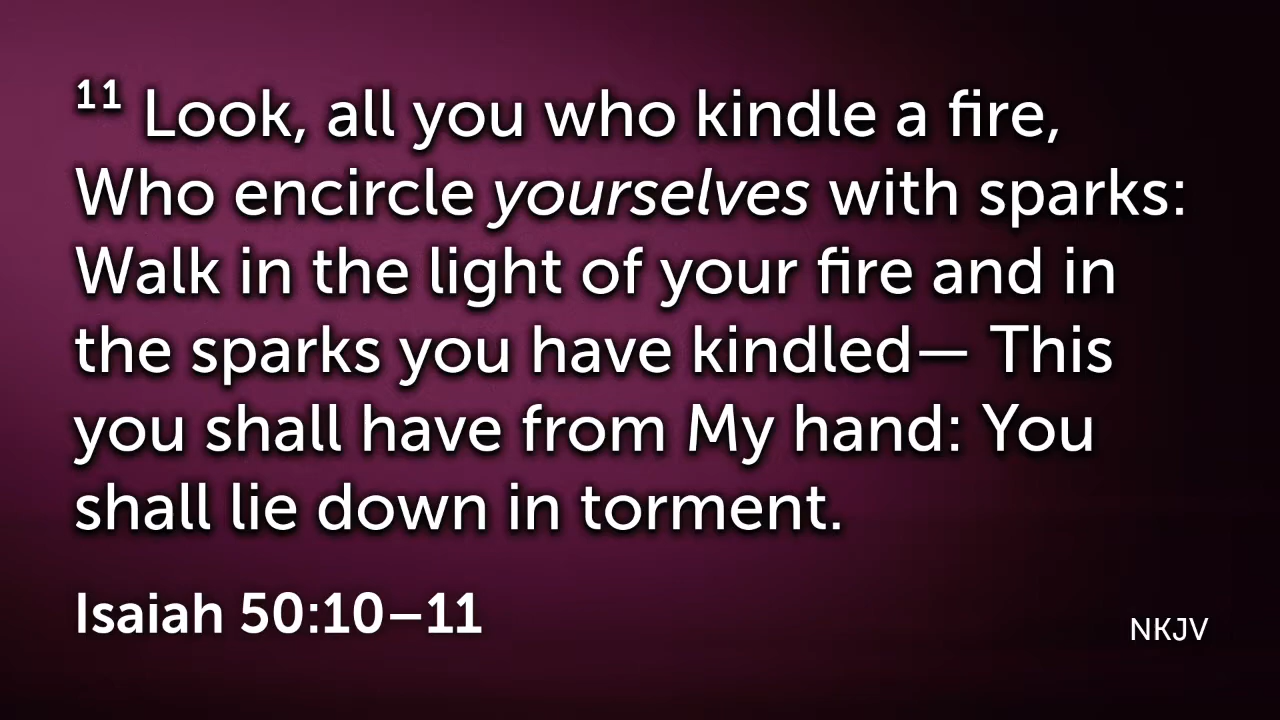 11 Look, all you who kindle a fire,
Who encircle yourselves with sparks:
Walk in the light of your fire and in
the sparks you have kindled— This
you shall have from My hand: You
shall lie down in torment.
Isaiah 50:10–11
NKJV